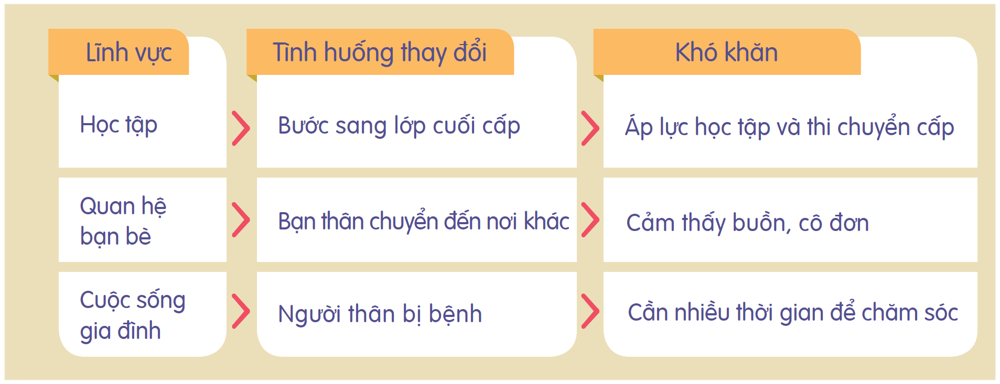 Lĩnh vực
Tình huống thay đổi
Khó khăn
Học tập
Bước sang lớp cuối cấp
Áp lực học tập và thi chuyển cấp
Quan hệ
bạn bè
Bạn thân chuyển đến nơi khác
Cảm thấy buồn, cô đơn
Cuộc sống
gia đình
Người thân bị bệnh
Cần nhiều thời gian để chăm sóc